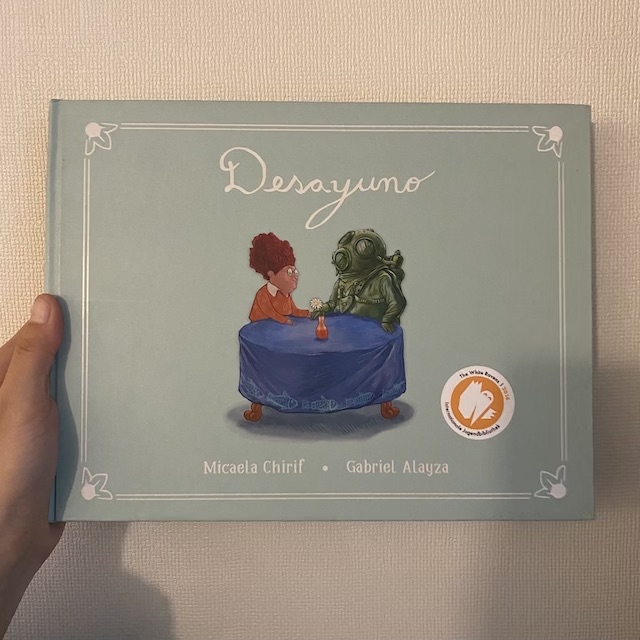 Desayuno
Micaela Chirif • Gabriel Alayza
The White Ravens
Internationale Jugendbibliothek